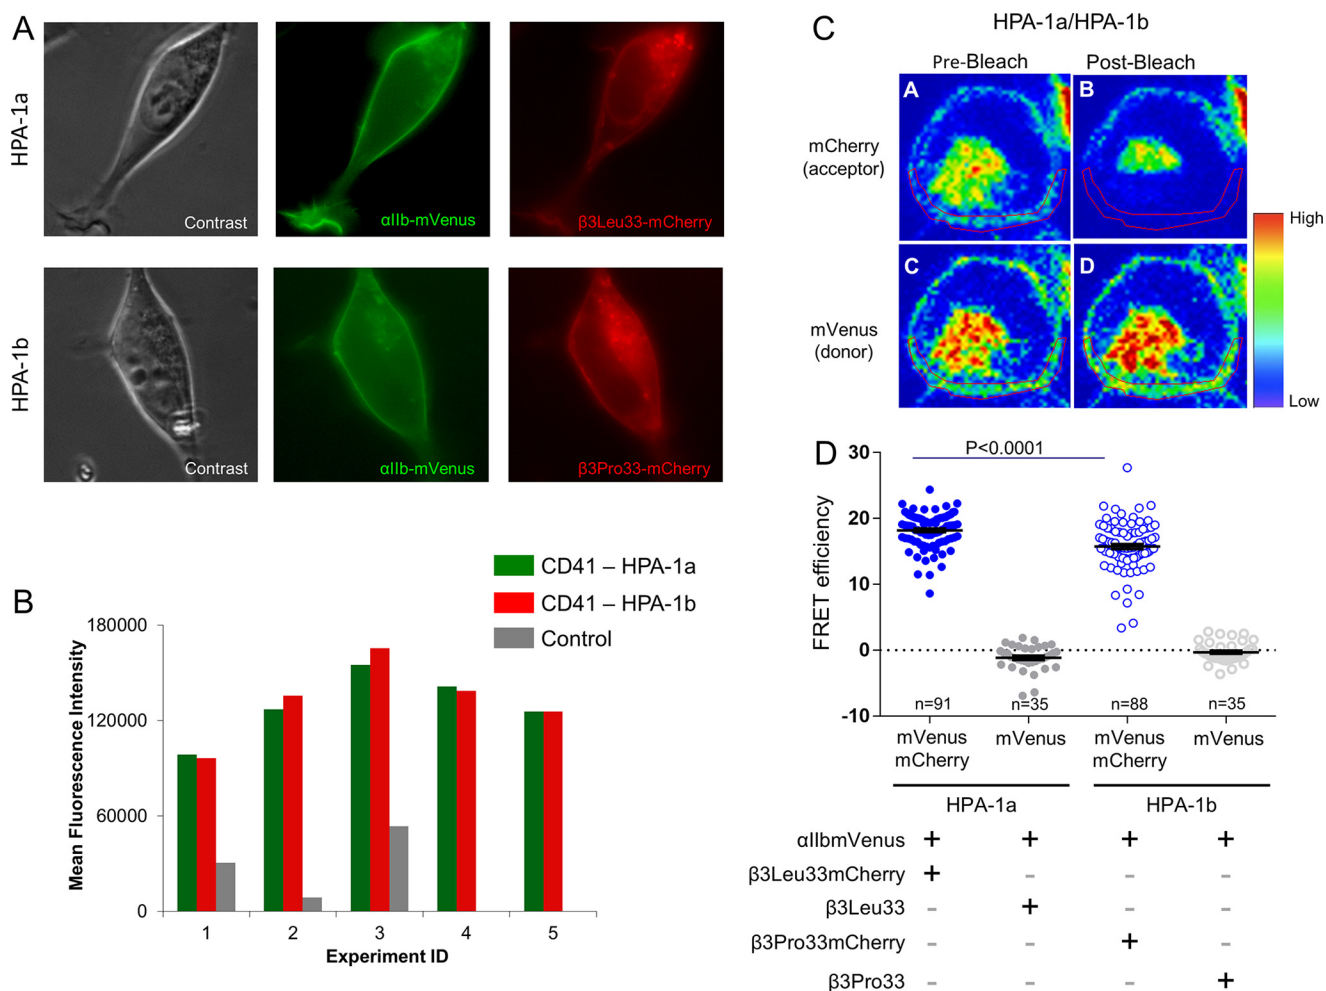 A
HPA-1a
Contrast
αIIb-mVenus
β3Leu33-mCherry
HPA-1b
Contrast
αIIb-mVenus
β3Pro33-mCherry
B
CD41 – HPA-1a
CD41 – HPA-1b
Control
Mean Fluorescence Intensity
180000
120000
60000
0
1 2 3 4 5
Experiment ID
C
HPA-1a/HPA-1b
Pre-Bleach Post-Bleach
mCherry
(acceptor)
A B
mVenus
(donor)
C D
High
Low
D
P<0.0001
FRET efficiency
30
20
10
0
-10
n=91 n=35 n=88 n=35
mVenus mVenus mVenus mVenus
mCherry mCherry
HPA-1a HPA-1b
αIIbmVenus + + + +
β3Leu33mCherry + – – –
β3Leu33 – + – –
β3Pro33mCherry – – + –
β3Pro33 – – – +